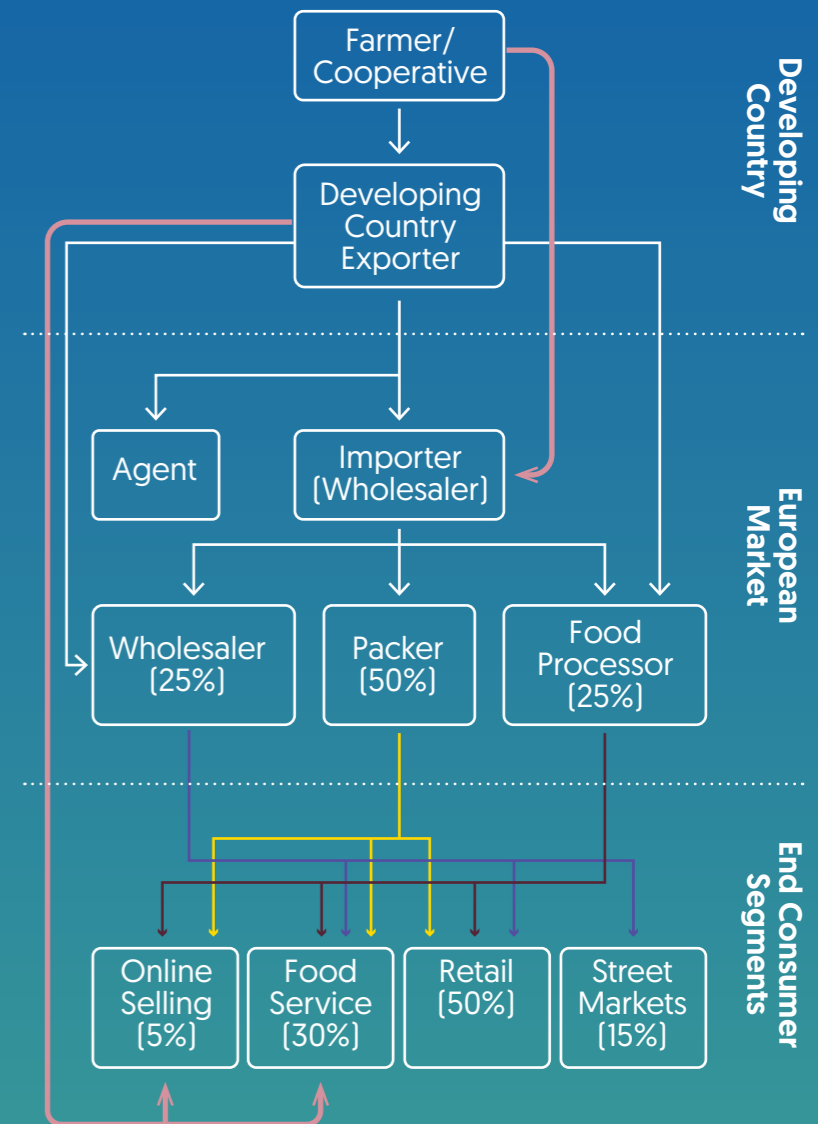 Farmer/
Cooperative
Developing
Country
Developing
Country
Exporter
Agent
Importer
(Wholesaler)
European
Market
Wholesaler
(25%)
Packer
(50%)
Food
Processor
(25%)
End Consumer
Segments
Online
Selling
(5%)
Food
Service
(30%)
Retail
(50%)
Street
Markets
(15%)